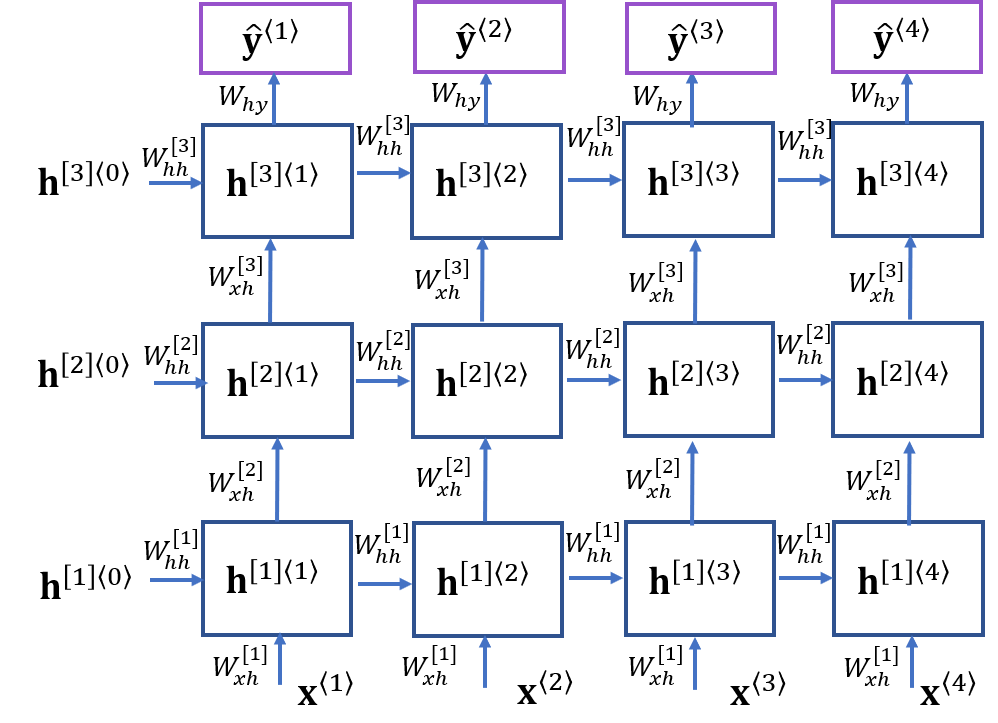 ŷ⟨1⟩ ŷ⟨2⟩ ŷ⟨3⟩ ŷ⟨4⟩
W_hy W_hy W_hy W_hy
h[3]⟨0⟩ W_hh[3] h[3]⟨1⟩ W_hh[3] h[3]⟨2⟩ W_hh[3] h[3]⟨3⟩ W_hh[3] h[3]⟨4⟩
W_xh[3] W_xh[3] W_xh[3] W_xh[3]
h[2]⟨0⟩ W_hh[2] h[2]⟨1⟩ W_hh[2] h[2]⟨2⟩ W_hh[2] h[2]⟨3⟩ W_hh[2] h[2]⟨4⟩
W_xh[2] W_xh[2] W_xh[2] W_xh[2]
h[1]⟨0⟩ W_hh[1] h[1]⟨1⟩ W_hh[1] h[1]⟨2⟩ W_hh[1] h[1]⟨3⟩ W_hh[1] h[1]⟨4⟩
W_xh[1] x⟨1⟩ W_xh[1] x⟨2⟩ W_xh[1] x⟨3⟩ W_xh[1] x⟨4⟩